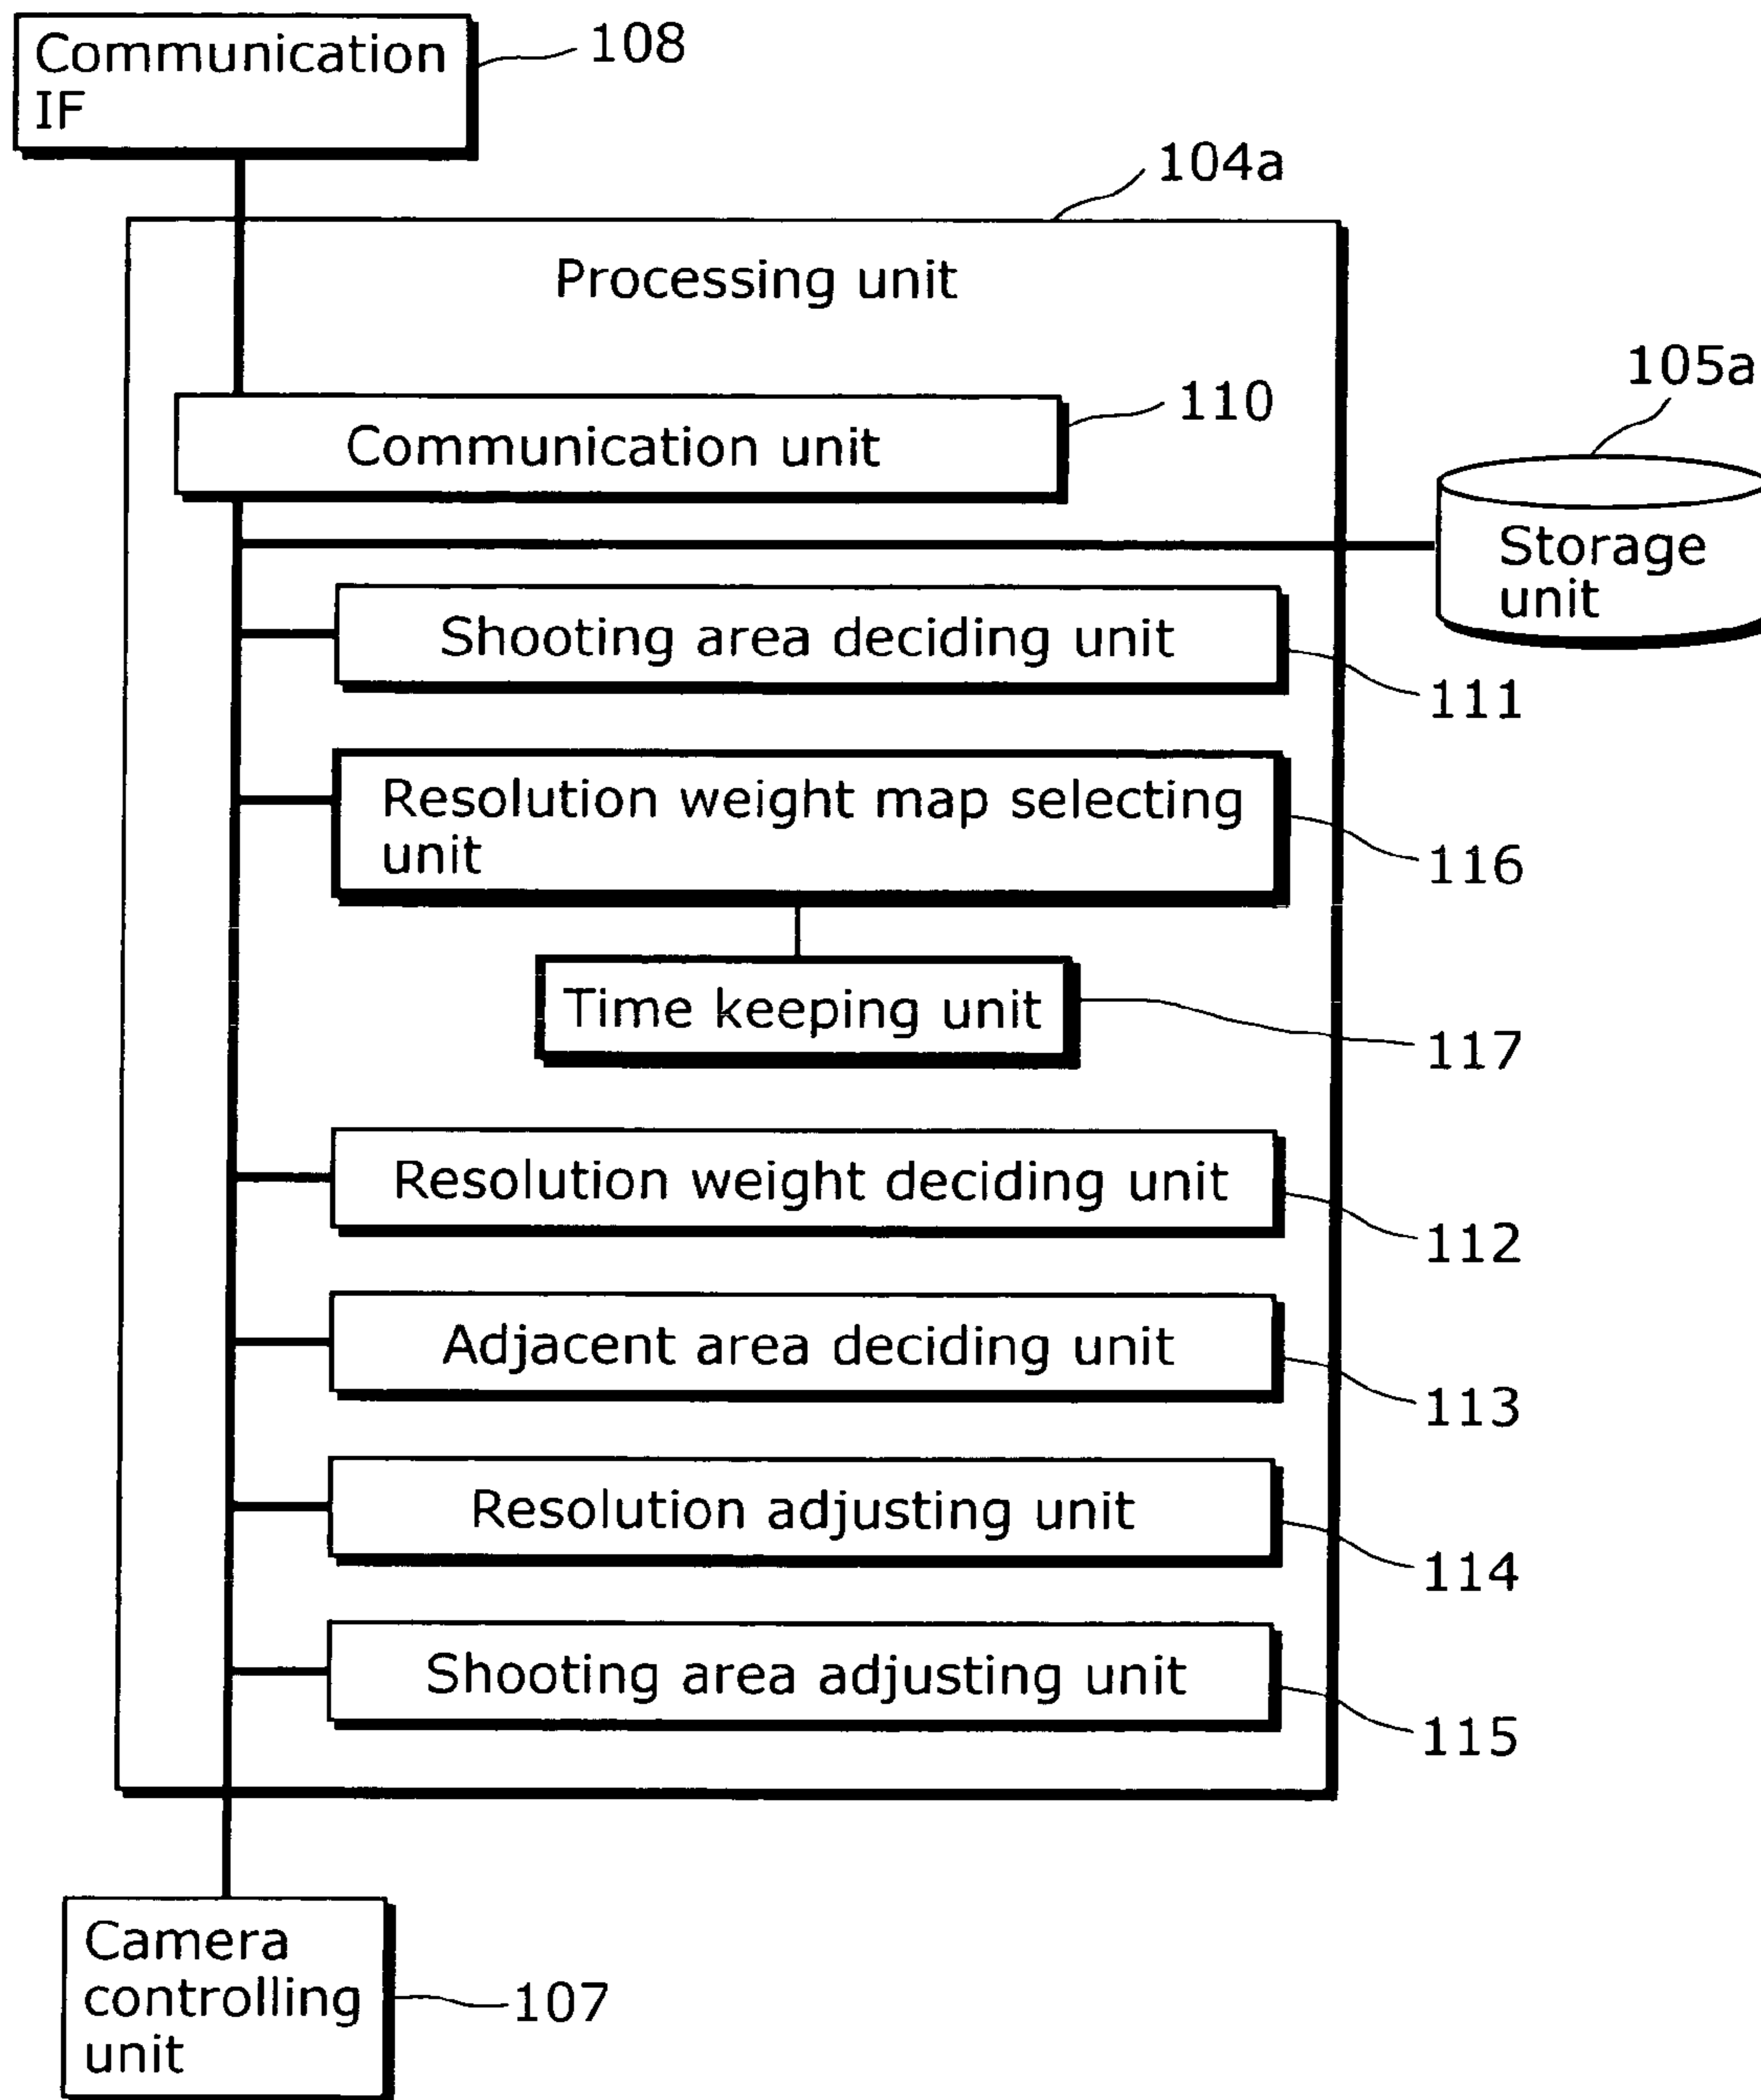 Communication
IF
108
104a
Processing unit
105a
Communication unit
110
Storage
unit
Shooting area deciding unit
111
Resolution weight map selecting
unit
116
Time keeping unit
117
Resolution weight deciding unit
112
Adjacent area deciding unit
113
Resolution adjusting unit
114
Shooting area adjusting unit
115
Camera
controlling
unit
107